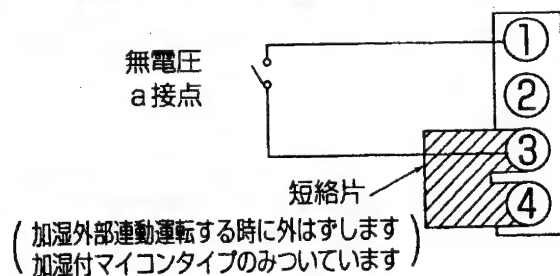 無電圧
a接点
①
②
③
④
短絡片
(加湿外部連動運転する時に外はずします
加湿付マイコンタイプのみついています)